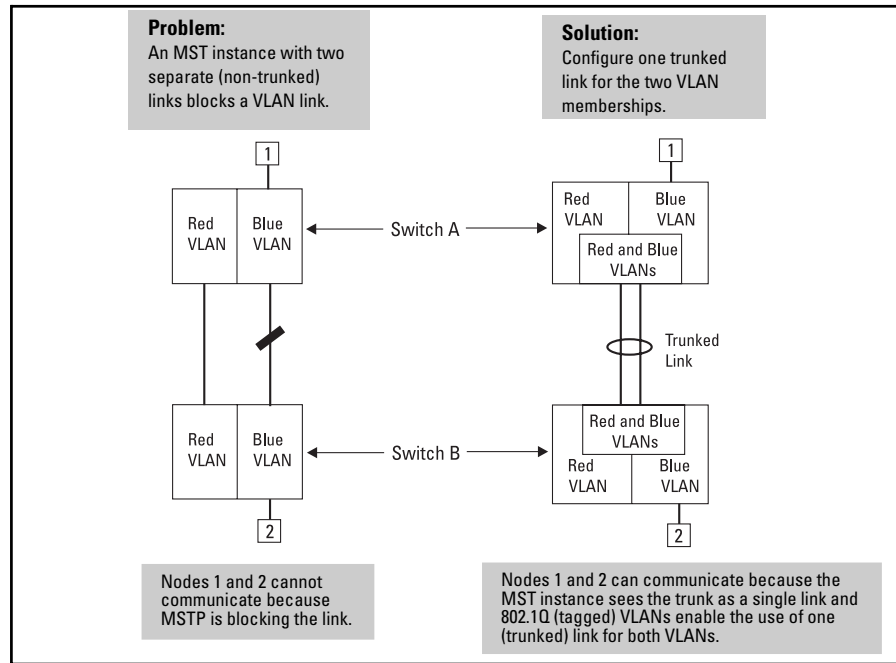 Problem:
An MST instance with two
separate (non-trunked)
links blocks a VLAN link.
Solution:
Configure one trunked
link for the two VLAN
memberships.
1
1
Red
VLAN
Blue
VLAN
Switch A
Red
VLAN
Blue
VLAN
Red and Blue
VLANs
Trunked
Link
Red
VLAN
Blue
VLAN
Switch B
Red and Blue
VLANs
Red
VLAN
Blue
VLAN
2
2
Nodes 1 and 2 cannot
communicate because
MSTP is blocking the link.
Nodes 1 and 2 can communicate because the
MST instance sees the trunk as a single link and
802.1Q (tagged) VLANs enable the use of one
(trunked) link for both VLANs.